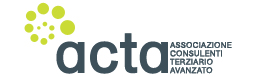 acta
ASSOCIAZIONE
CONSULENTI
TERZIARIO
AVANZATO